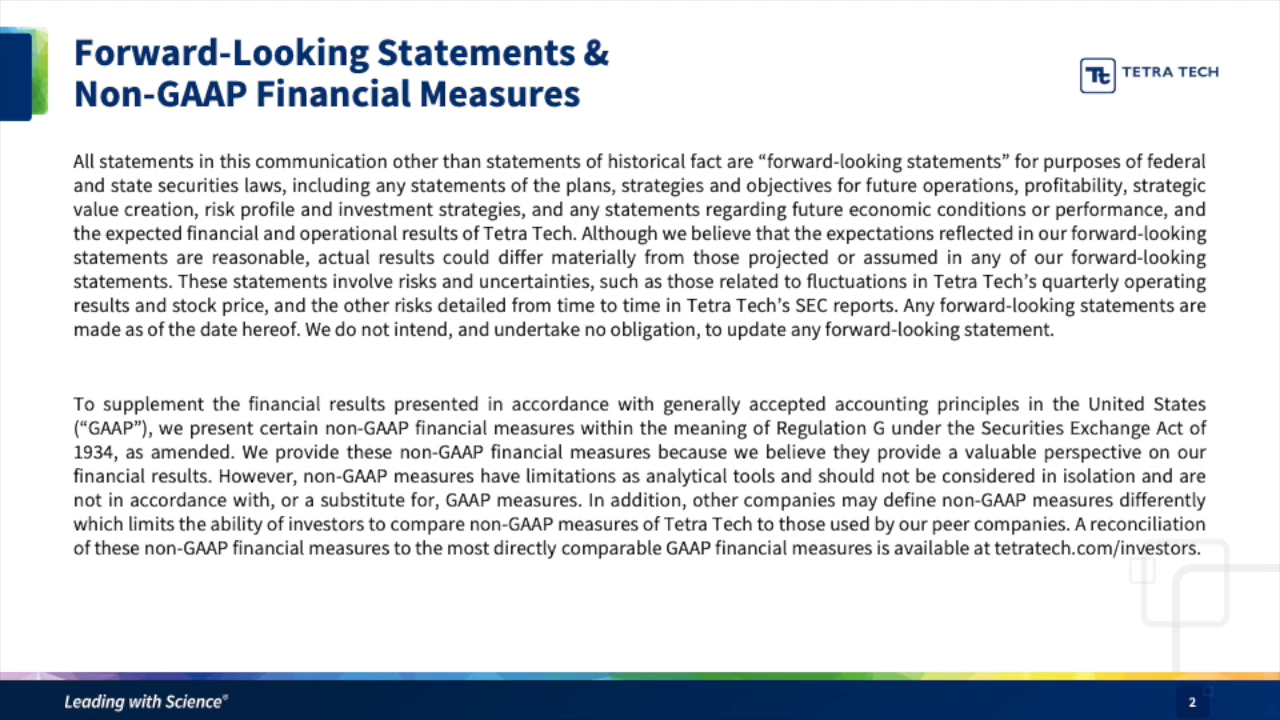 Forward-Looking Statements &
Non-GAAP Financial Measures
TETRA TECH
All statements in this communication other than statements of historical fact are “forward-looking statements” for purposes of federal
and state securities laws, including any statements of the plans, strategies and objectives for future operations, profitability, strategic
value creation, risk profile and investment strategies, and any statements regarding future economic conditions or performance, and
the expected financial and operational results of Tetra Tech. Although we believe that the expectations reflected in our forward-looking
statements are reasonable, actual results could differ materially from those projected or assumed in any of our forward-looking
statements. These statements involve risks and uncertainties, such as those related to fluctuations in Tetra Tech’s quarterly operating
results and stock price, and the other risks detailed from time to time in Tetra Tech’s SEC reports. Any forward-looking statements are
made as of the date hereof. We do not intend, and undertake no obligation, to update any forward-looking statement.
To supplement the financial results presented in accordance with generally accepted accounting principles in the United States
(“GAAP”), we present certain non-GAAP financial measures within the meaning of Regulation G under the Securities Exchange Act of
1934, as amended. We provide these non-GAAP financial measures because we believe they provide a valuable perspective on our
financial results. However, non-GAAP measures have limitations as analytical tools and should not be considered in isolation and are
not in accordance with, or a substitute for, GAAP measures. In addition, other companies may define non-GAAP measures differently
which limits the ability of investors to compare non-GAAP measures of Tetra Tech to those used by our peer companies. A reconciliation
of these non-GAAP financial measures to the most directly comparable GAAP financial measures is available at tetratech.com/investors.
Leading with Science®
2